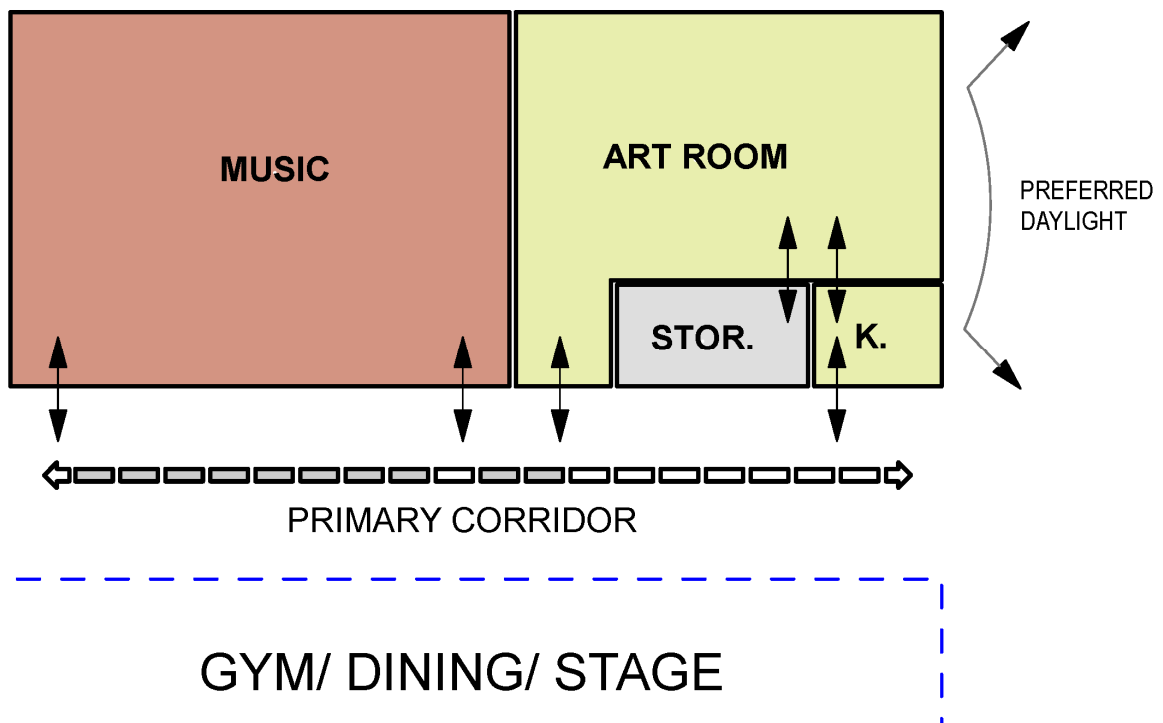 MUSIC
ART ROOM
PREFERRED
DAYLIGHT
STOR.
K.
PRIMARY CORRIDOR
GYM/ DINING/ STAGE